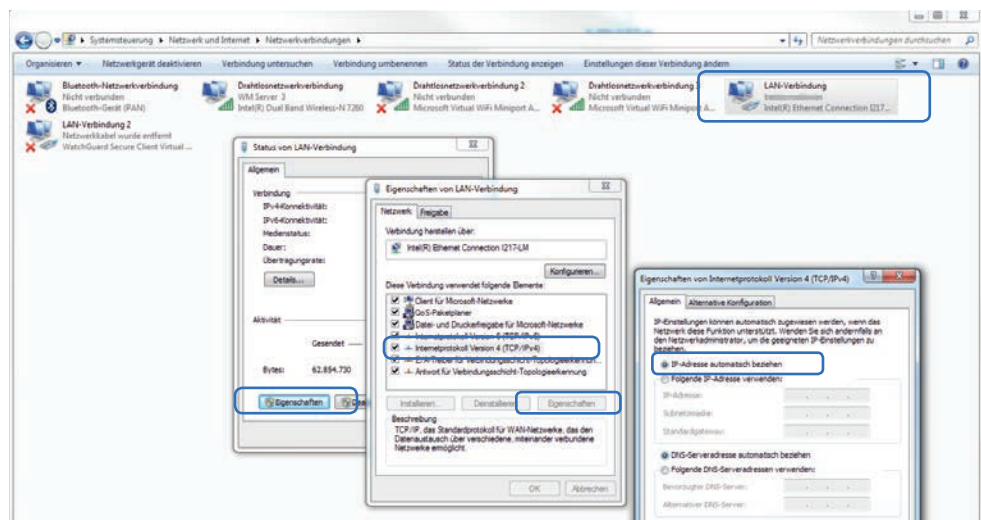 Systemsteuerung ▸ Netzwerk und Internet ▸ Netzwerkverbindungen ▸
Netzwerkverbindungen durchsuchen
Organisieren ▾ Netzwerkgerät deaktivieren Verbindung untersuchen Verbindung umbenennen Status der Verbindung anzeigen Einstellungen dieser Verbindung ändern
Bluetooth-Netzwerkverbindung
Nicht verbunden
Bluetooth-Gerät (PAN)
Drahtlosnetzwerkverbindung
WM Server 3
Intel(R) Dual Band Wireless-N 7260
Drahtlosnetzwerkverbindung 2
Nicht verbunden
Microsoft Virtual WiFi Miniport A...
Drahtlosnetzwerkverbindung
Nicht verbunden
Microsoft Virtual WiFi Miniport A...
LAN-Verbindung
Intel(R) Ethernet Connection I217...
LAN-Verbindung 2
Netzwerkkabel wurde entfernt
WatchGuard Secure Client Virtual ...
Status von LAN-Verbindung
Allgemein
Verbindung
IPv4-Konnektivität:
IPv6-Konnektivität:
Medienstatus:
Dauer:
Übertragungsrate:
Details...
Aktivität
Gesendet
Bytes: 62.854.730
Eigenschaften
Eigenschaften von LAN-Verbindung
Netzwerk Freigabe
Verbindung herstellen über:
Intel(R) Ethernet Connection I217-LM
Konfigurieren...
Diese Verbindung verwendet folgende Elemente:
Client für Microsoft-Netzwerke
QoS-Paketplaner
Datei- und Druckerfreigabe für Microsoft-Netzwerke
Internetprotokoll Version 6 (TCP/IPv6)
Internetprotokoll Version 4 (TCP/IPv4)
E/A-Treiber für Verbindungsschicht-Topologieerkennun...
Antwort für Verbindungsschicht-Topologieerkennung
Installieren... Deinstallieren Eigenschaften
Beschreibung
TCP/IP, das Standardprotokoll für WAN-Netzwerke, das den
Datenaustausch über verschiedene, miteinander verbundene
Netzwerke ermöglicht.
OK Abbrechen
Eigenschaften von Internetprotokoll Version 4 (TCP/IPv4)
Allgemein Alternative Konfiguration
IP-Einstellungen können automatisch zugewiesen werden, wenn das
Netzwerk diese Funktion unterstützt. Wenden Sie sich andernfalls an
den Netzwerkadministrator, um die geeigneten IP-Einstellungen zu
beziehen.
IP-Adresse automatisch beziehen
Folgende IP-Adresse verwenden:
IP-Adresse:
Subnetzmaske:
Standardgateway:
DNS-Serveradresse automatisch beziehen
Folgende DNS-Serveradressen verwenden:
Bevorzugter DNS-Server:
Alternativer DNS-Server: